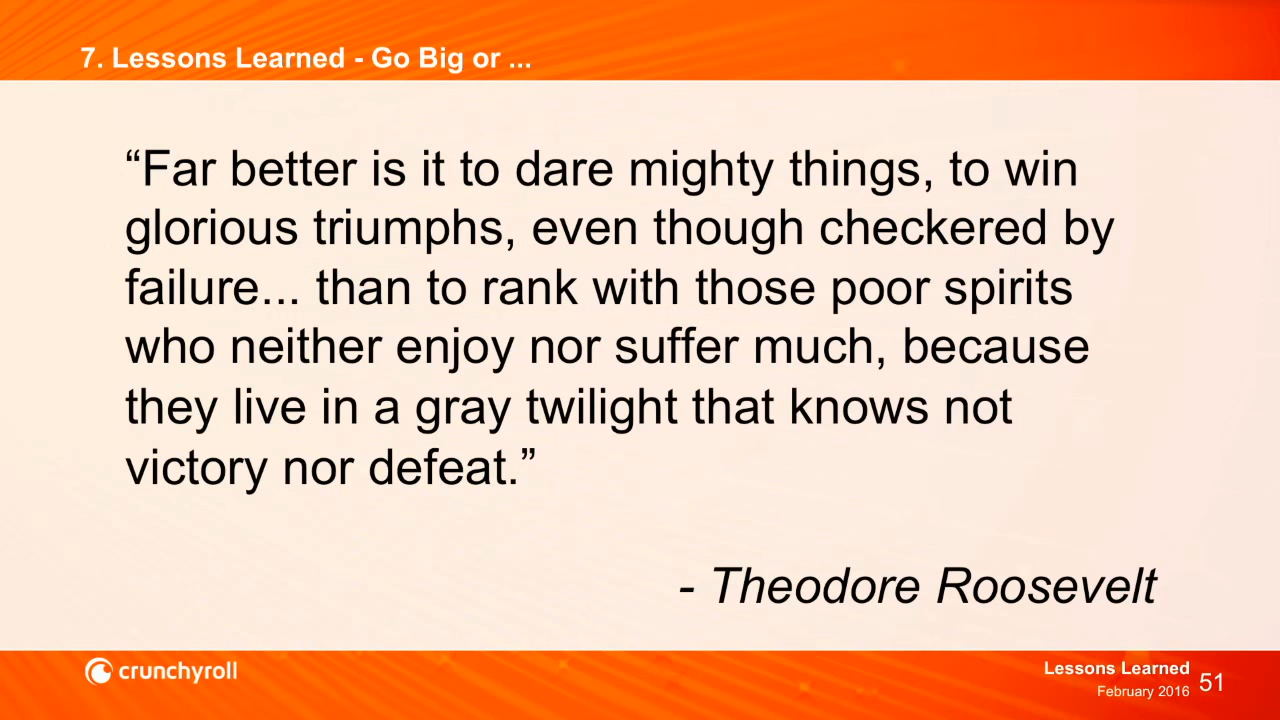 7. Lessons Learned - Go Big or ...
“Far better is it to dare mighty things, to win
glorious triumphs, even though checkered by
failure... than to rank with those poor spirits
who neither enjoy nor suffer much, because
they live in a gray twilight that knows not
victory nor defeat.”
- Theodore Roosevelt
crunchyroll
Lessons Learned
February 2016
51